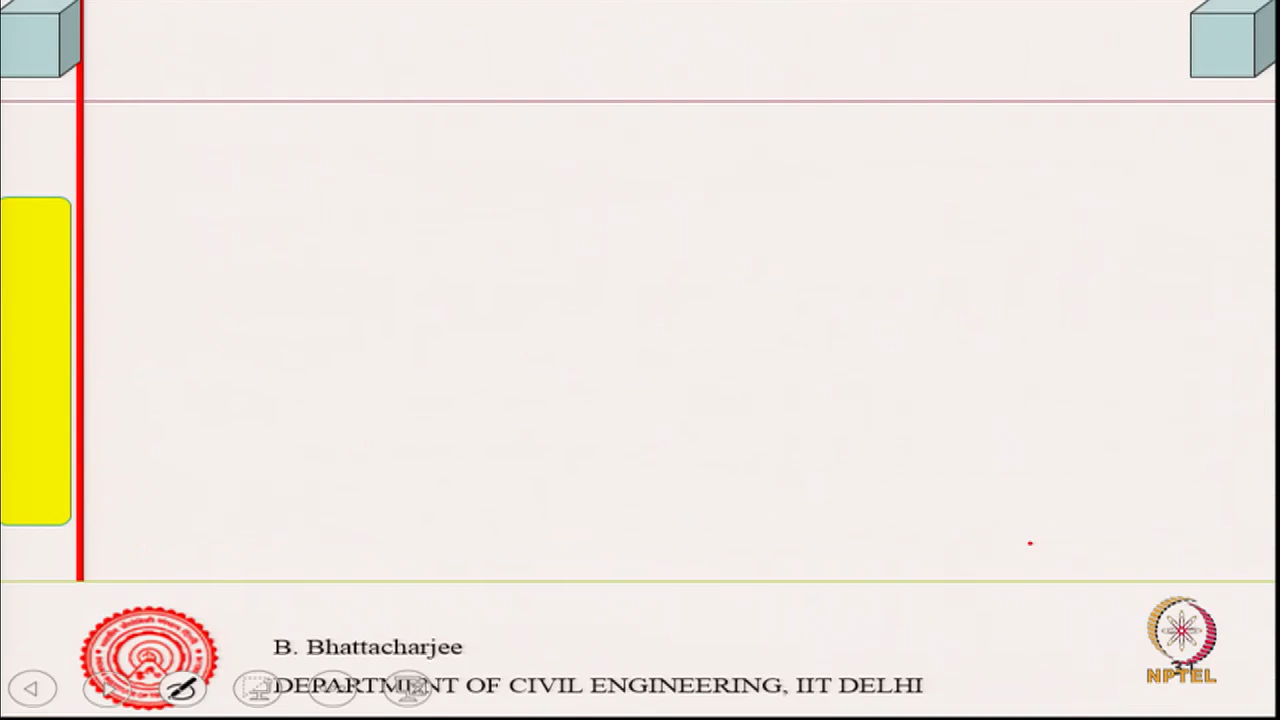 B. Bhattacharjee
DEPARTMENT OF CIVIL ENGINEERING, IIT DELHI
NPTEL